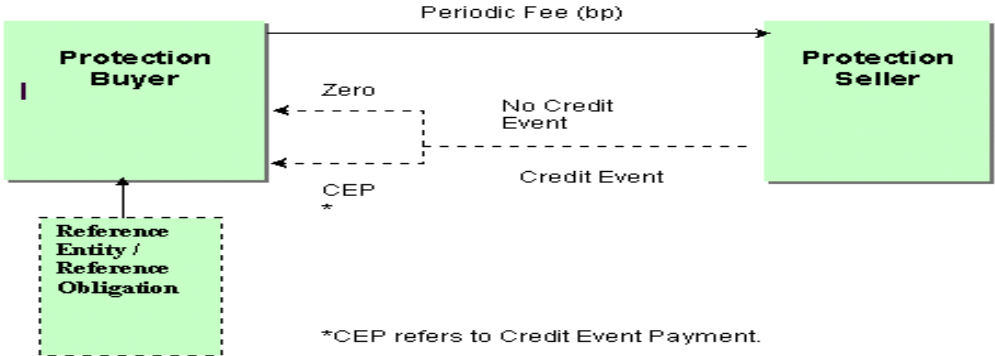 Periodic Fee (bp)
Protection
Buyer
Protection
Seller
Zero
No Credit
Event
Credit Event
CEP
*
Reference
Entity /
Reference
Obligation
*CEP refers to Credit Event Payment.